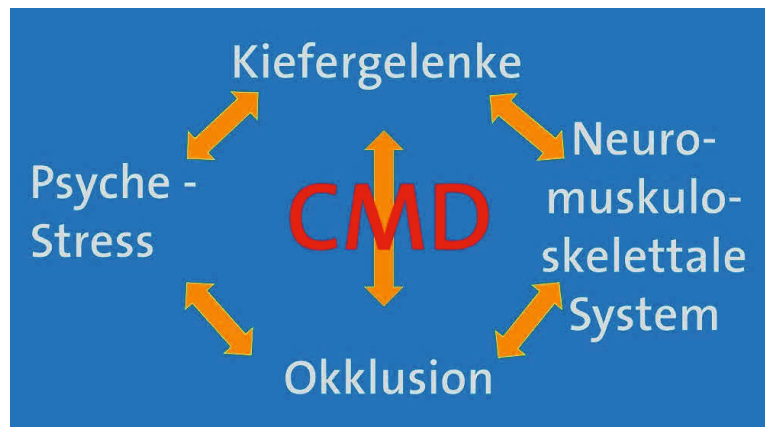 Kiefergelenke
Psyche -
Stress
CMD
Neuro-
muskulo-
skelettale
System
Okklusion